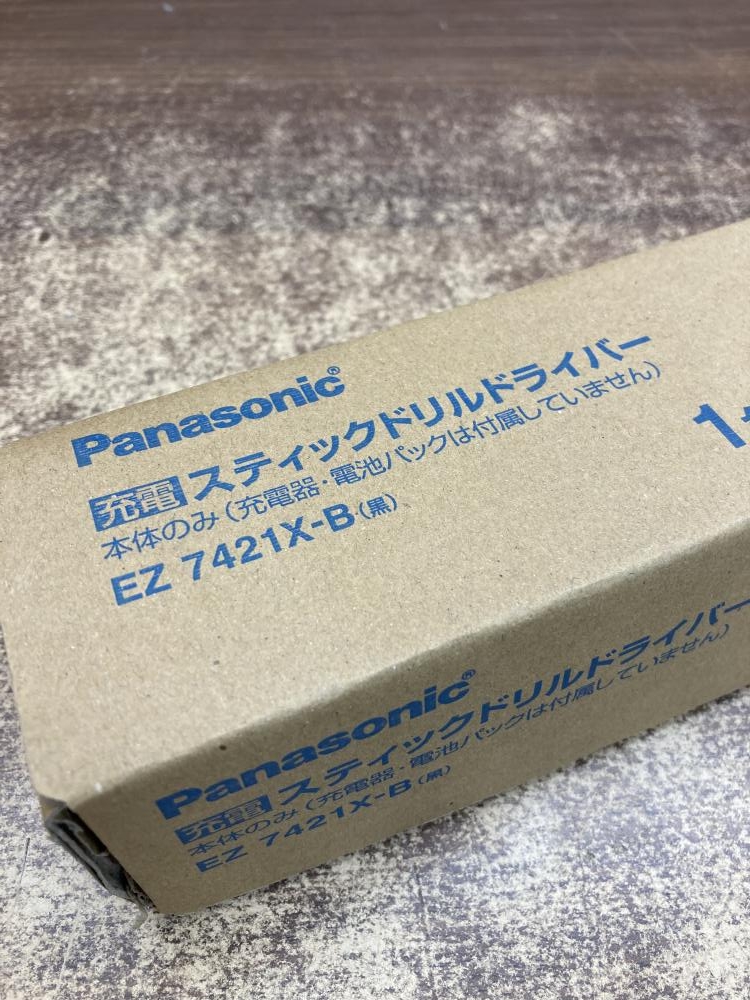 Panasonic®
充電 スティックドリルドライバー
本体のみ(充電器・電池パックは付属していません)
EZ 7421X-B(黒)
1
Panasonic®
充電 スティックドリルドライバー
本体のみ(充電器・電池パックは付属していません)
EZ 7421X-B(黒)